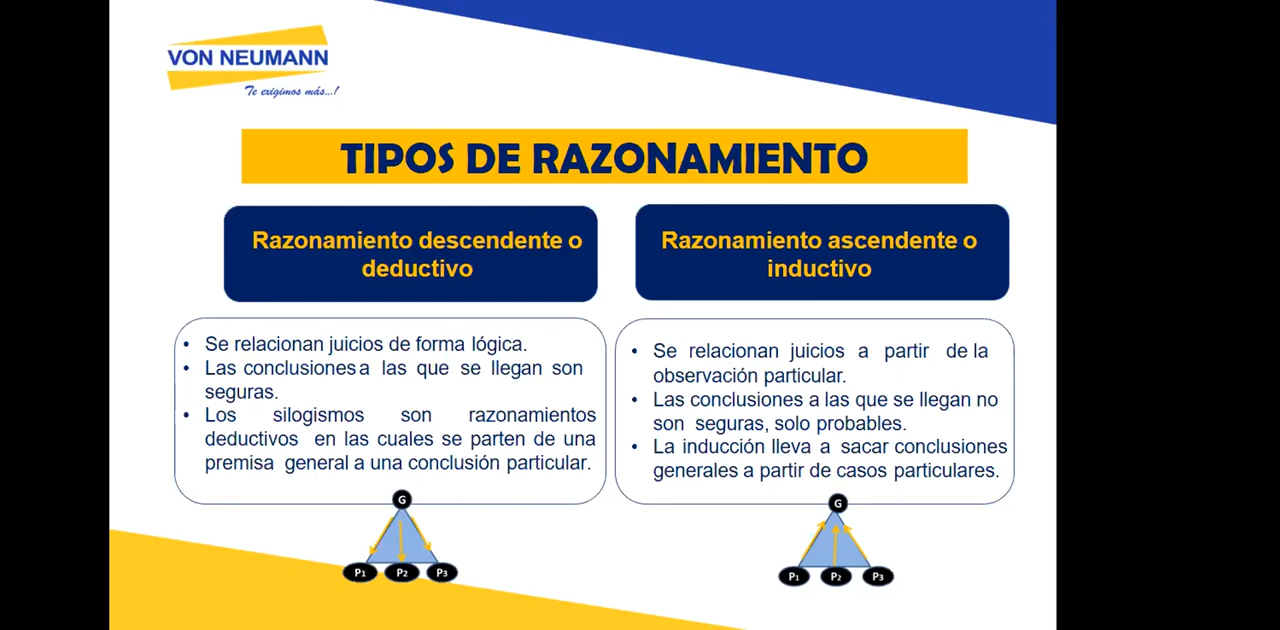 VON NEUMANN
Te exigimos más...!
TIPOS DE RAZONAMIENTO
Razonamiento descendente o
deductivo
• Se relacionan juicios de forma lógica.
• Las conclusiones a las que se llegan son
seguras.
• Los silogismos son razonamientos
deductivos en las cuales se parten de una
premisa general a una conclusión particular.
G
P1 P2 P3
Razonamiento ascendente o
inductivo
• Se relacionan juicios a partir de la
observación particular.
• Las conclusiones a las que se llegan no
son seguras, solo probables.
• La inducción lleva a sacar conclusiones
generales a partir de casos particulares.
G
P1 P2 P3